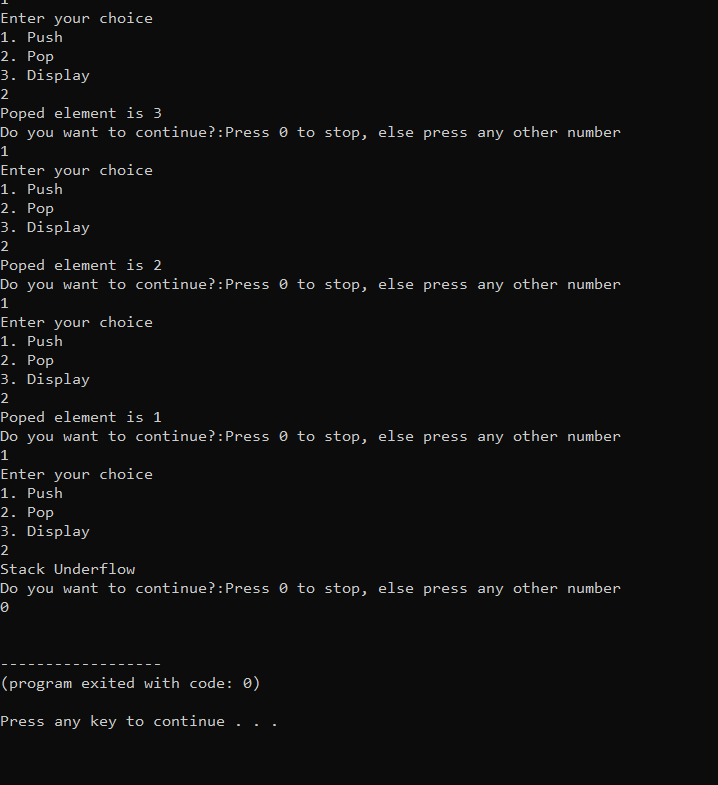 1
Enter your choice
1. Push
2. Pop
3. Display
2
Poped element is 3
Do you want to continue?:Press 0 to stop, else press any other number
1
Enter your choice
1. Push
2. Pop
3. Display
2
Poped element is 2
Do you want to continue?:Press 0 to stop, else press any other number
1
Enter your choice
1. Push
2. Pop
3. Display
2
Poped element is 1
Do you want to continue?:Press 0 to stop, else press any other number
1
Enter your choice
1. Push
2. Pop
3. Display
2
Stack Underflow
Do you want to continue?:Press 0 to stop, else press any other number
0
------------------
(program exited with code: 0)
Press any key to continue . . .